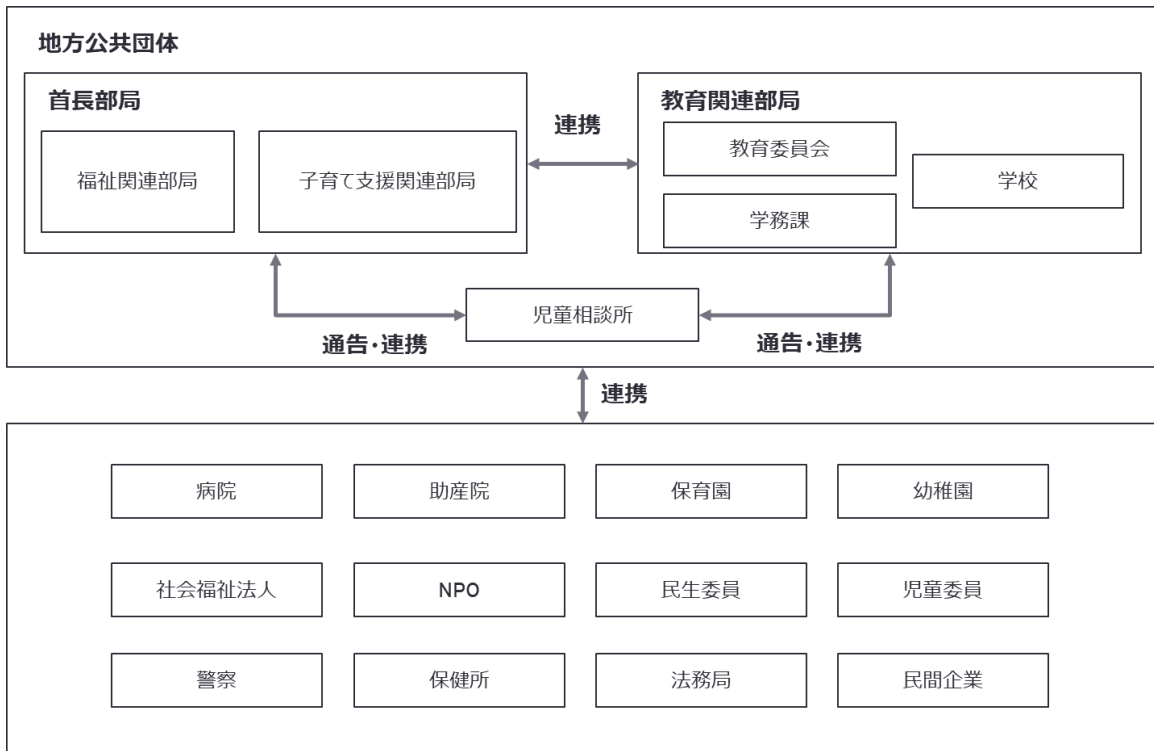 地方公共団体
首長部局
福祉関連部局
子育て支援関連部局
連携
教育関連部局
教育委員会
学務課
学校
児童相談所
通告・連携
通告・連携
連携
病院
助産院
保育園
幼稚園
社会福祉法人
NPO
民生委員
児童委員
警察
保健所
法務局
民間企業